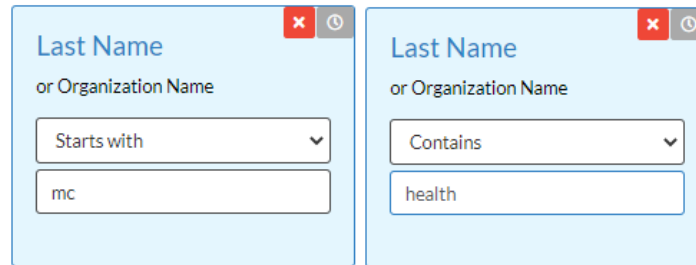 Last Name
or Organization Name
Starts with
mc
Last Name
or Organization Name
Contains
health